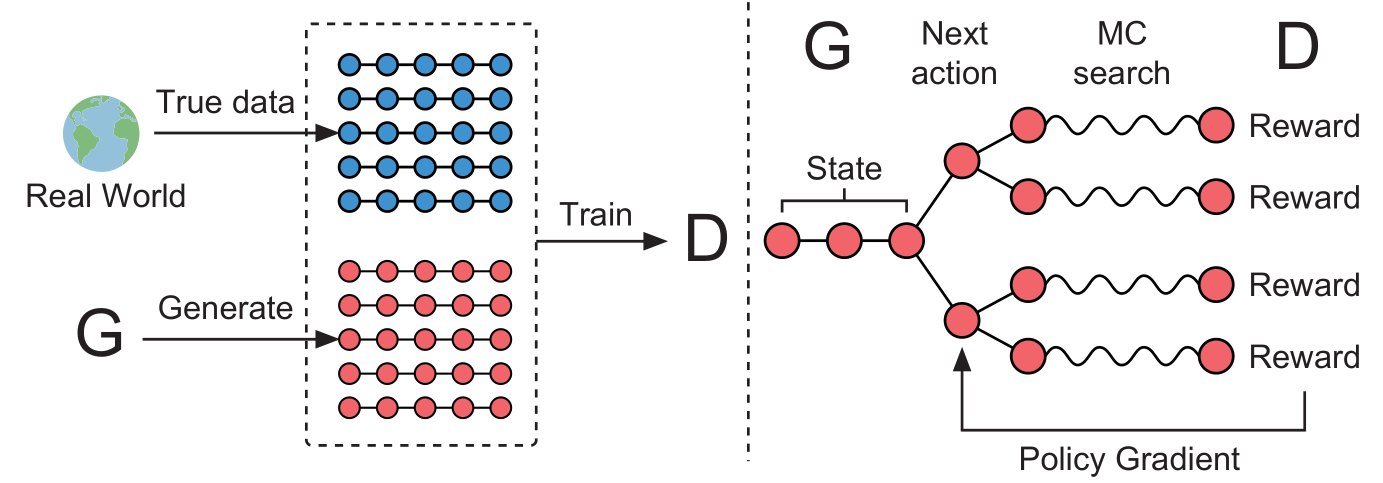 True data
Real World
G
Generate
Train
D
G
Next
action
MC
search
D
State
Reward
Reward
Reward
Reward
Policy Gradient